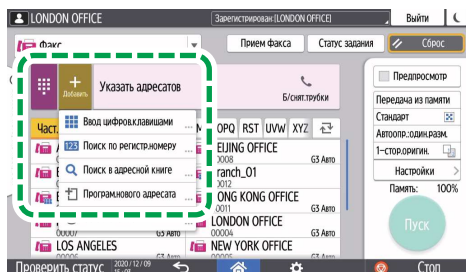 LONDON OFFICE
Зарегистрирован:[LONDON OFFICE]
Выйти
Факс
Прием факса
Статус задания
Сброс
Добавить
Указать адресатов
Б/снят.трубки
Предпросмотр
Передача из памяти
Стандарт
Автоопр.:один.разм.
1-стор.оригин.
Настройки
Память: 100%
Пуск
Част.
OPQ RST UVW XYZ
Ввод цифров.клавишами ...
123 Поиск по регистр.номеру ...
Поиск в адресной книге ...
Програм.нового адресата ...
EIJING OFFICE
0008 G3 Авто
ranch_01
0012
ONG KONG OFFICE
0011 G3 Авто
LONDON OFFICE
00007
00004 G3 Авто
LOS ANGELES
NEW YORK OFFICE
Проверить статус
2020/12/09
Стоп